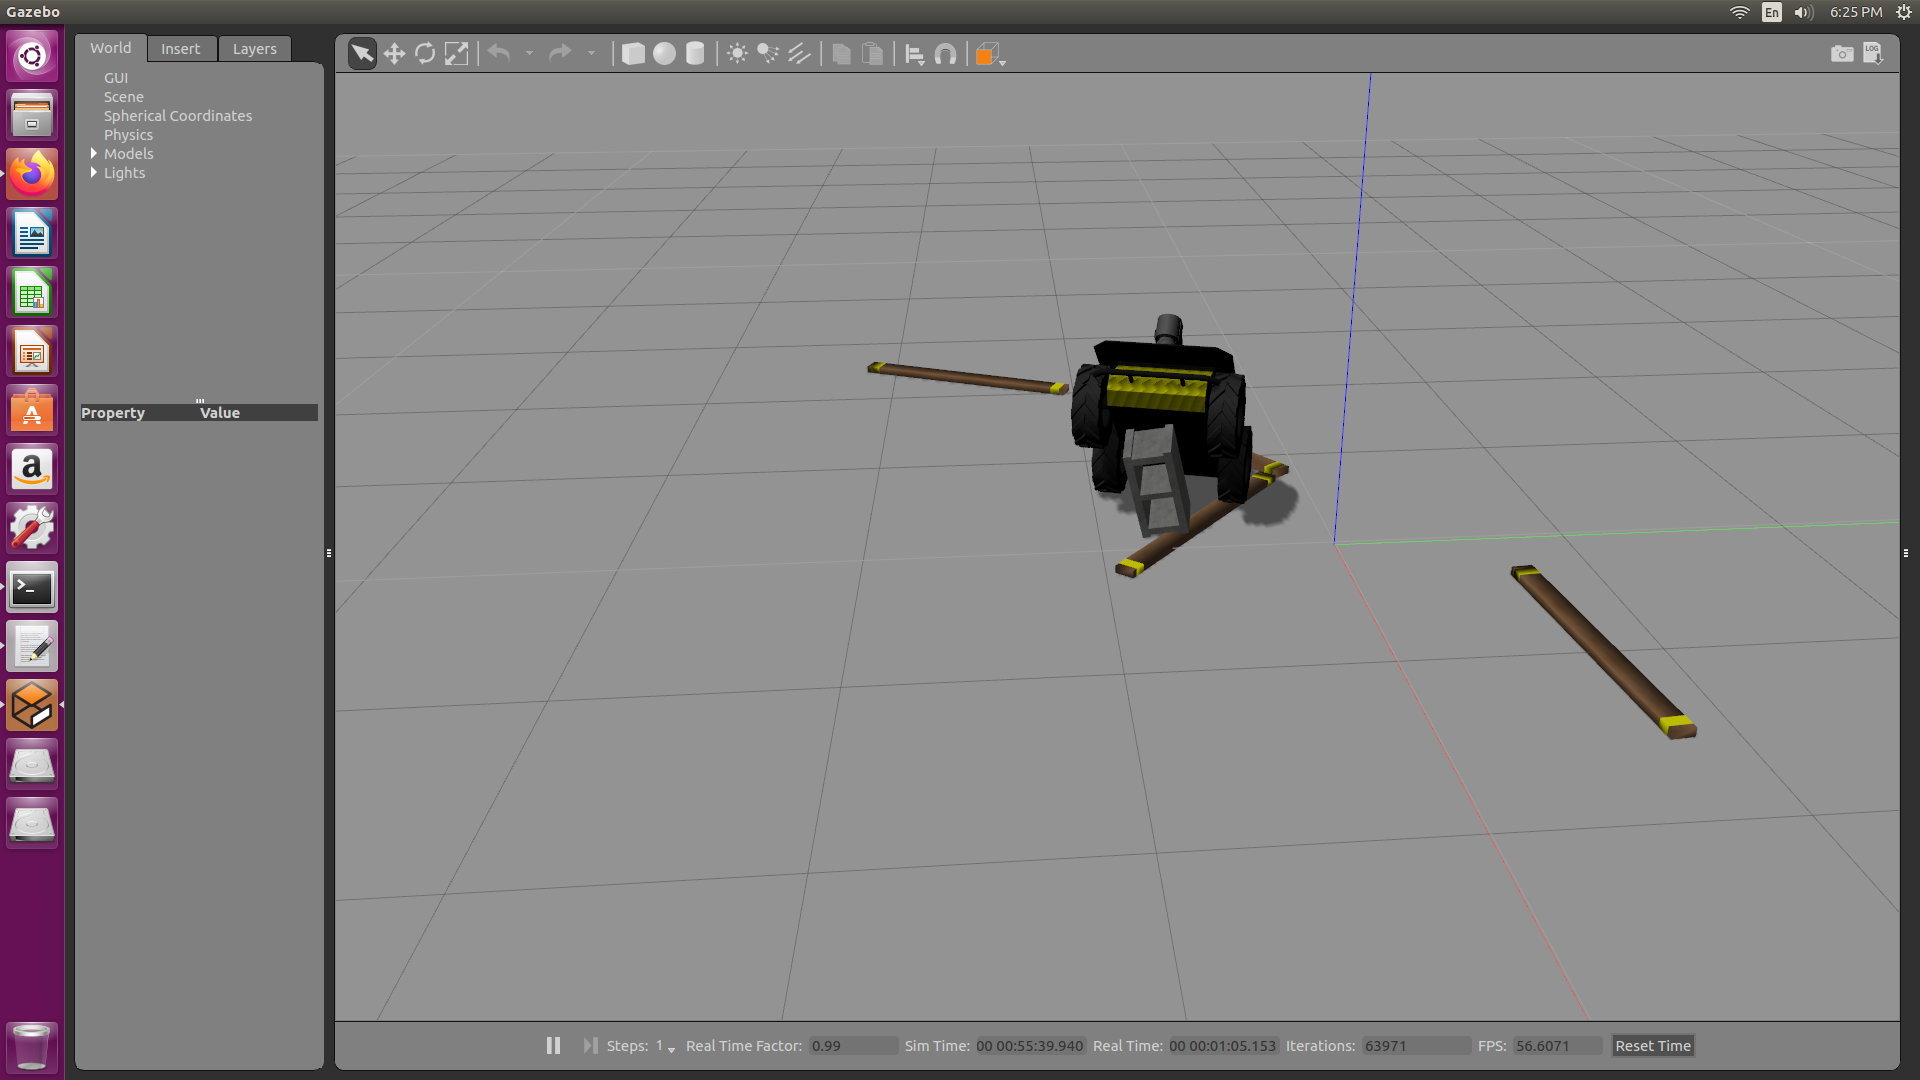 Gazebo
En
6:25 PM
World Insert Layers
LOG
GUI
Scene
Spherical Coordinates
Physics
Models
Lights
Property Value
Steps: 1 Real Time Factor: 0.99 Sim Time: 00 00:55:39.940 Real Time: 00 00:01:05.153 Iterations: 63971 FPS: 56.6071 Reset Time